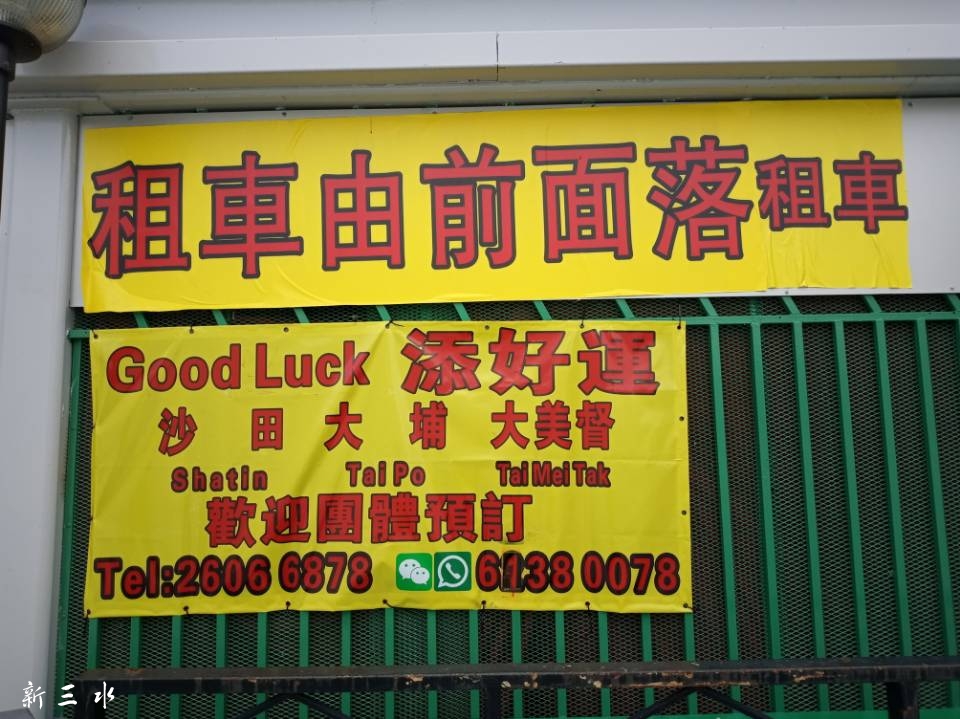 租車由前面落租車
Good Luck 添好運
沙田 大埔 大美督
Shatin Tai Po Tai Mei Tak
歡迎團體預訂
Tel:2606 6878 6138 0078
新三水